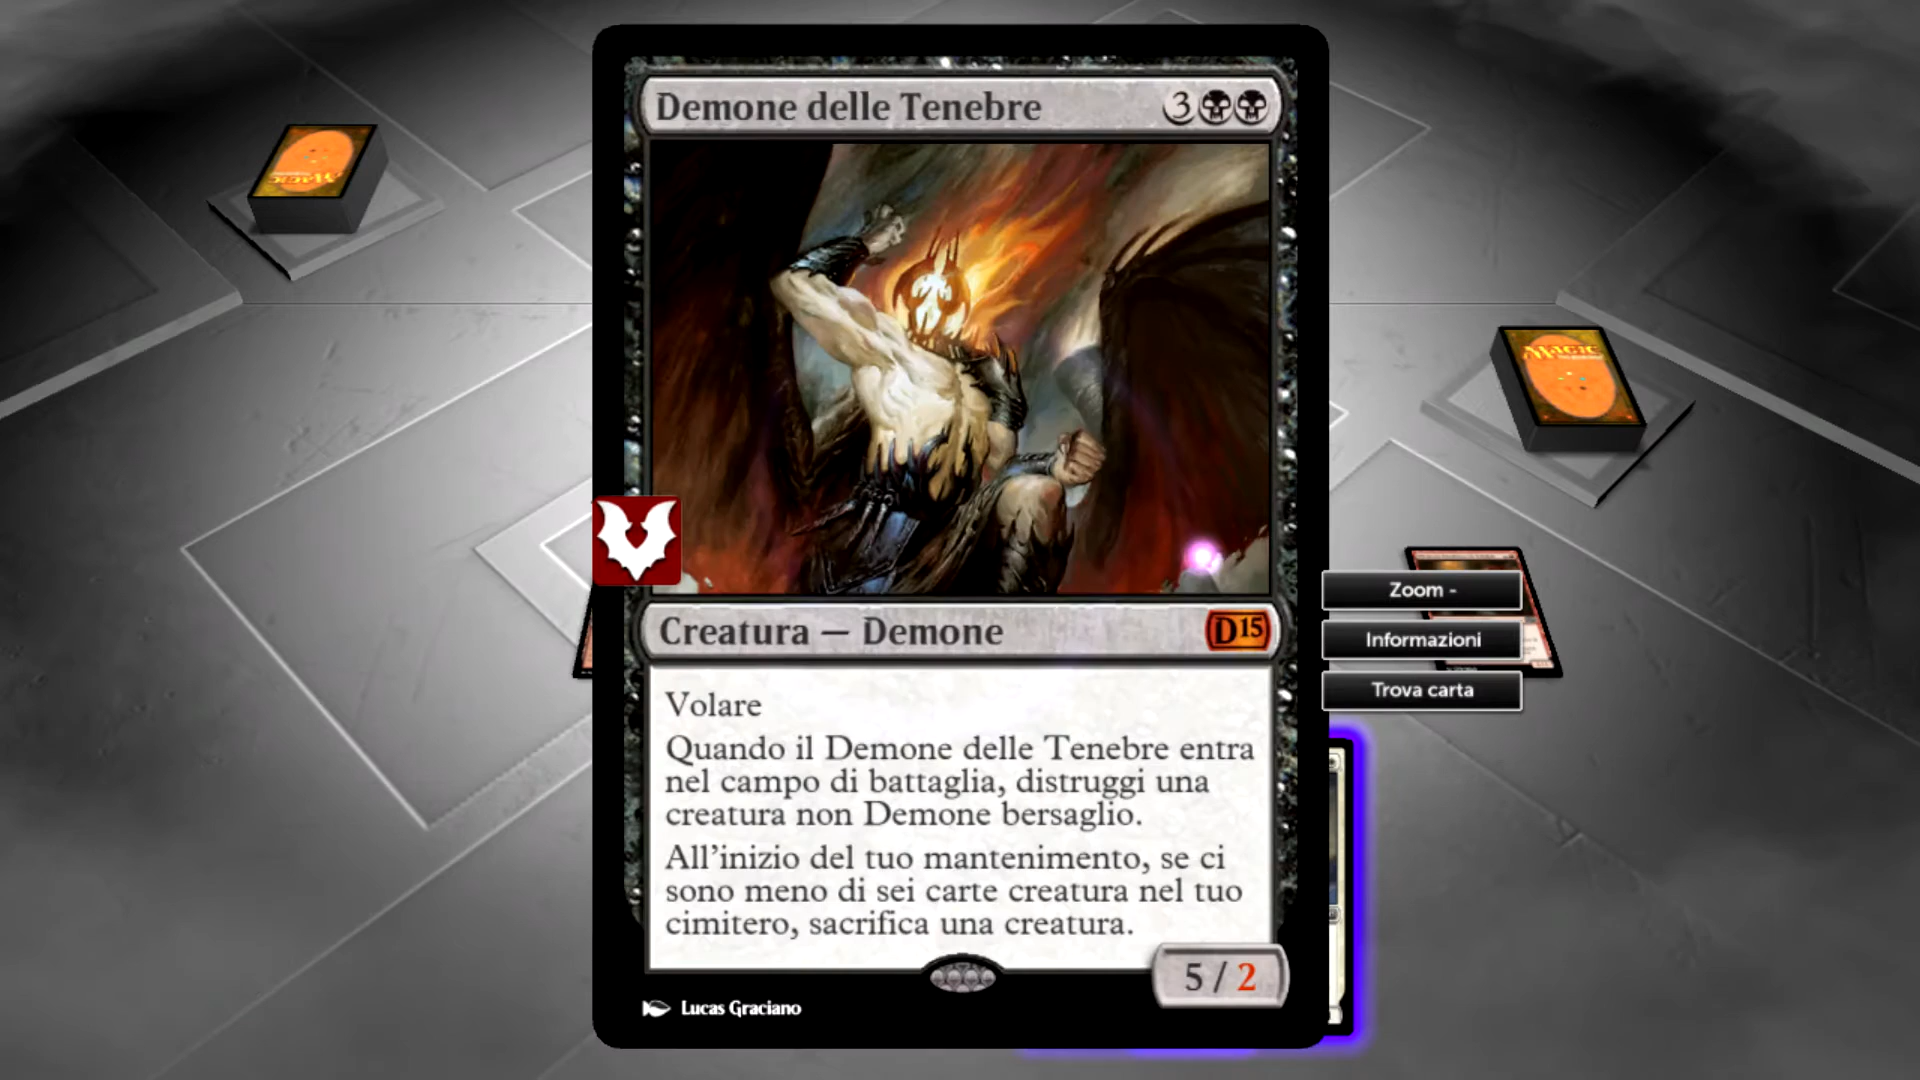 Demone delle Tenebre 3
Creatura — Demone D15
Volare
Quando il Demone delle Tenebre entra
nel campo di battaglia, distruggi una
creatura non Demone bersaglio.
All'inizio del tuo mantenimento, se ci
sono meno di sei carte creatura nel tuo
cimitero, sacrifica una creatura.
5 / 2
Lucas Graciano
MAGIC
MAGIC
Zoom -
Informazioni
Trova carta